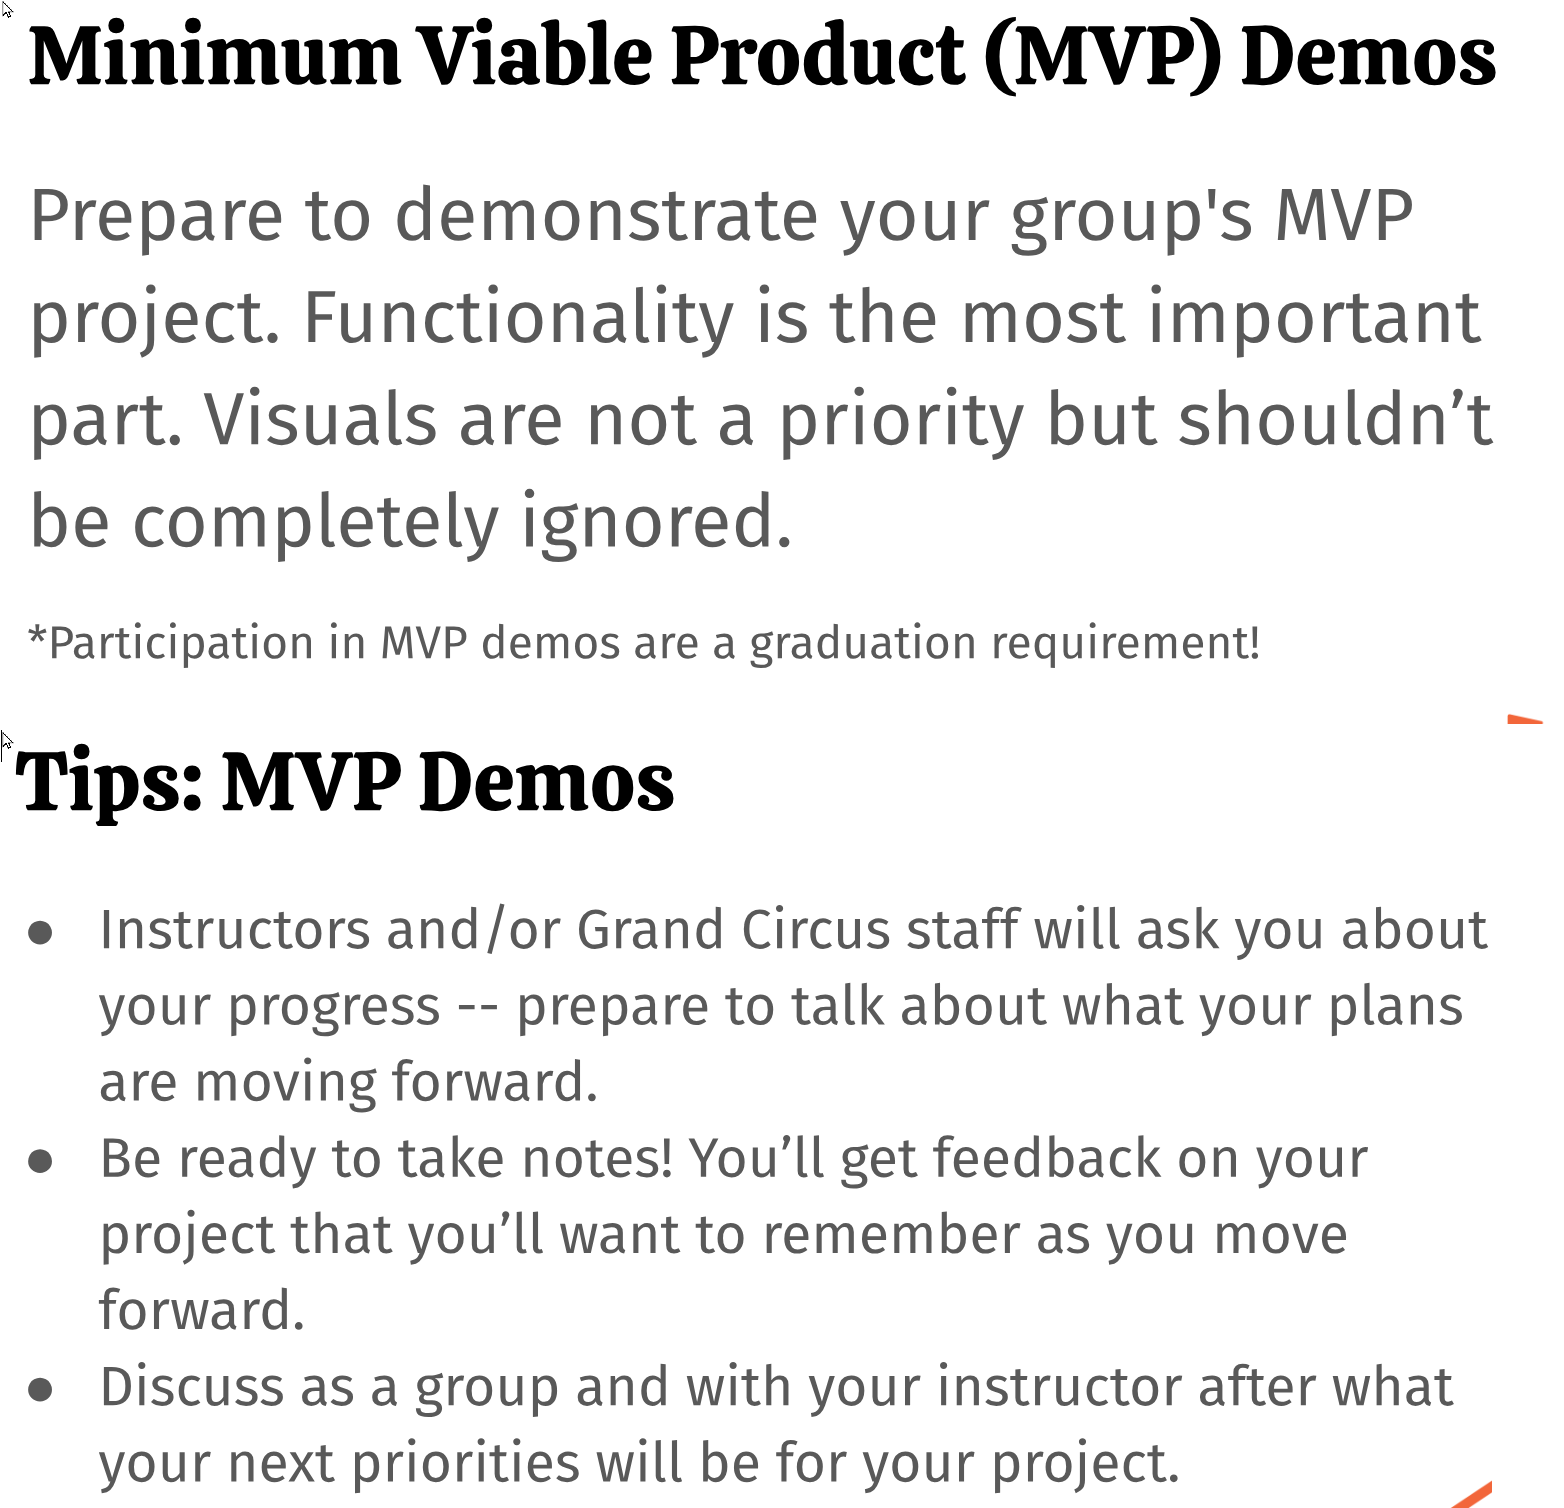 Minimum Viable Product (MVP) Demos
Prepare to demonstrate your group's MVP
project. Functionality is the most important
part. Visuals are not a priority but shouldn’t
be completely ignored.
*Participation in MVP demos are a graduation requirement!
Tips: MVP Demos
● Instructors and/or Grand Circus staff will ask you about
your progress -- prepare to talk about what your plans
are moving forward.
● Be ready to take notes! You’ll get feedback on your
project that you’ll want to remember as you move
forward.
● Discuss as a group and with your instructor after what
your next priorities will be for your project.